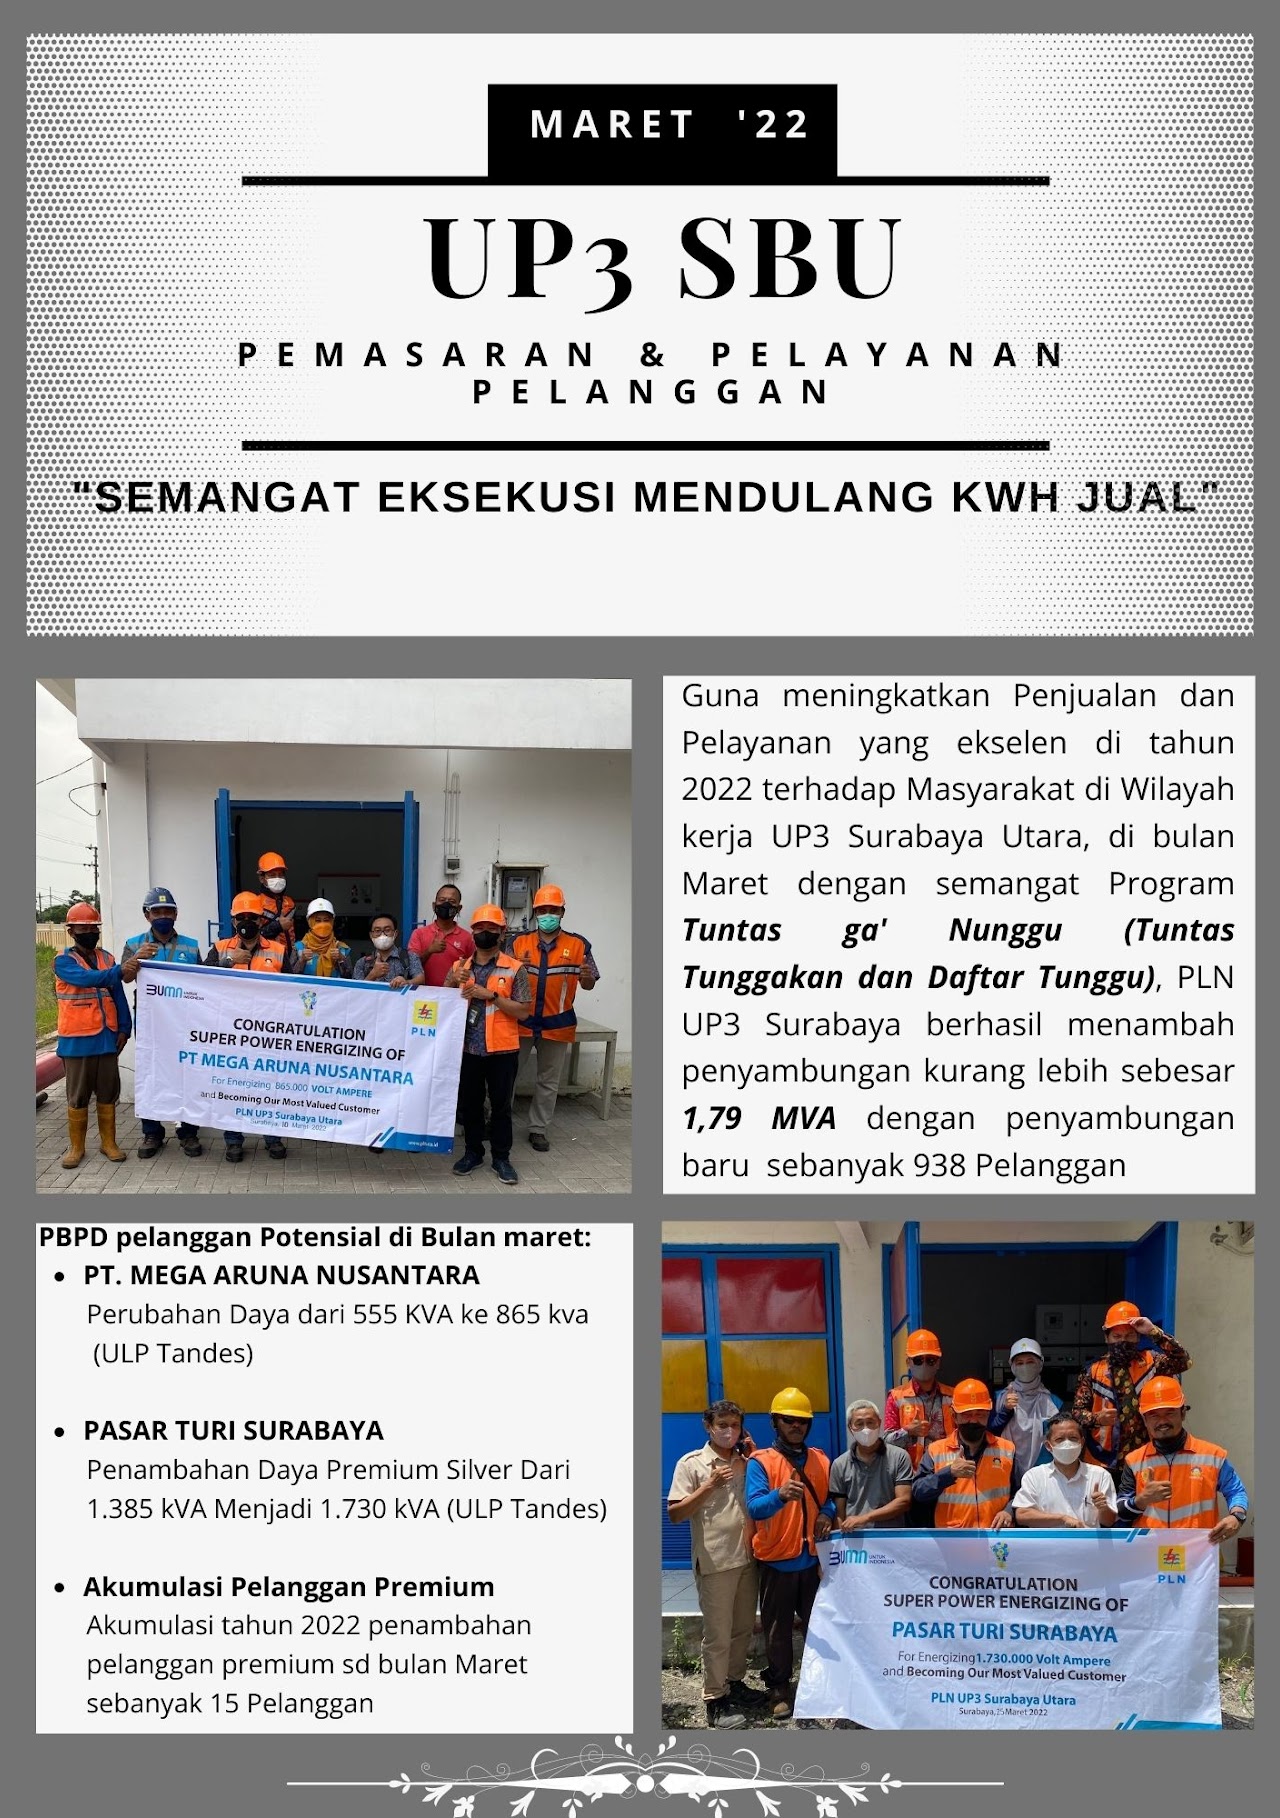 MARET '22
UP3 SBU
PEMASARAN & PELAYANAN
PELANGGAN
"SEMANGAT EKSEKUSI MENDULANG KWH JUAL"
BUMN UNTUK
INDONESIA
PLN
CONGRATULATION
SUPER POWER ENERGIZING OF
PT MEGA ARUNA NUSANTARA
For Energizing 865.000 VOLT AMPERE
and Becoming Our Most Valued Customer
PLN UP3 Surabaya Utara
Surabaya, 10 Maret 2022
www.pln.co.id
Guna meningkatkan Penjualan dan
Pelayanan yang ekselen di tahun
2022 terhadap Masyarakat di Wilayah
kerja UP3 Surabaya Utara, di bulan
Maret dengan semangat Program
Tuntas ga' Nunggu (Tuntas
Tunggakan dan Daftar Tunggu), PLN
UP3 Surabaya berhasil menambah
penyambungan kurang lebih sebesar
1,79 MVA dengan penyambungan
baru sebanyak 938 Pelanggan
PBPD pelanggan Potensial di Bulan maret:
• PT. MEGA ARUNA NUSANTARA
Perubahan Daya dari 555 KVA ke 865 kva
(ULP Tandes)
• PASAR TURI SURABAYA
Penambahan Daya Premium Silver Dari
1.385 kVA Menjadi 1.730 kVA (ULP Tandes)
• Akumulasi Pelanggan Premium
Akumulasi tahun 2022 penambahan
pelanggan premium sd bulan Maret
sebanyak 15 Pelanggan
BUMN UNTUK
INDONESIA
PLN
CONGRATULATION
SUPER POWER ENERGIZING OF
PASAR TURI SURABAYA
For Energizing1.730.000 Volt Ampere
and Becoming Our Most Valued Customer
PLN UP3 Surabaya Utara
Surabaya,25 Maret 2022